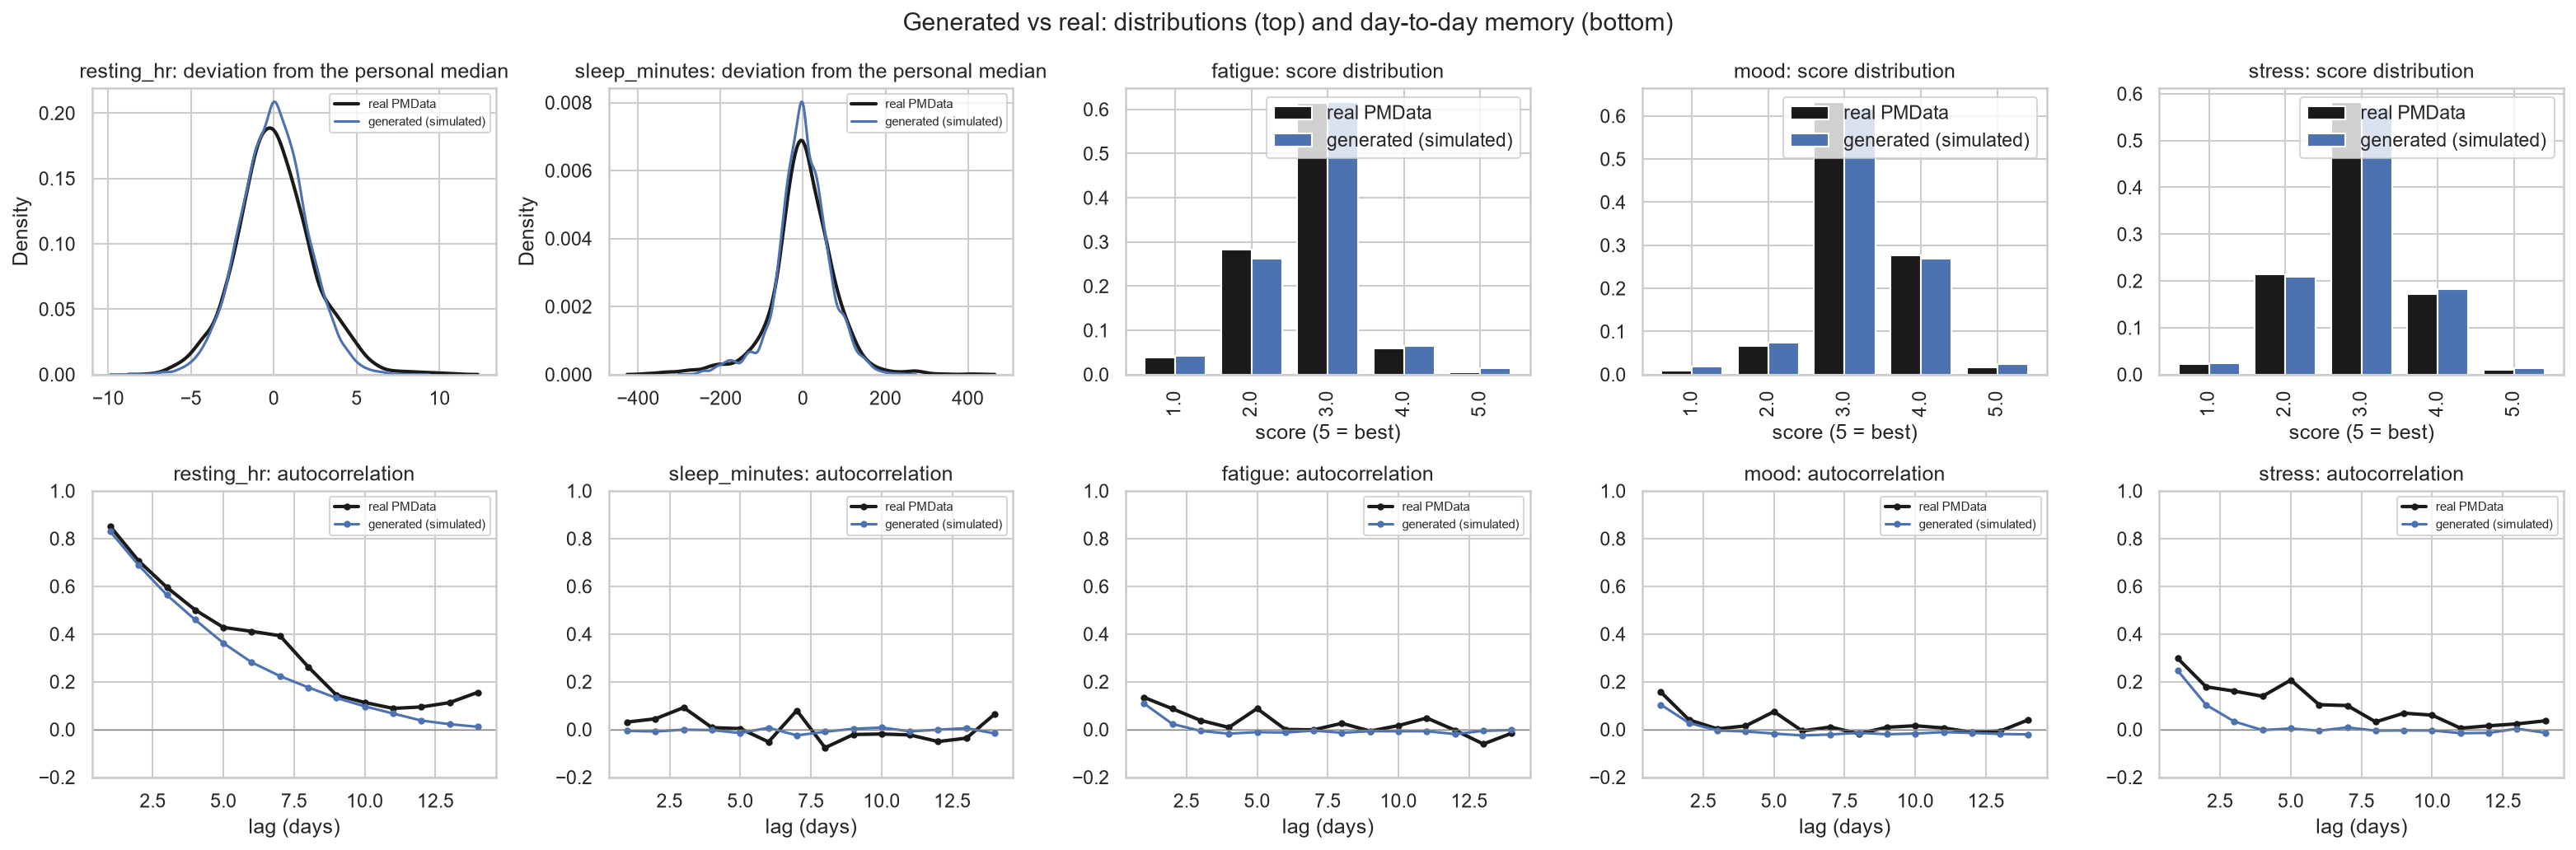 Generated vs real: distributions (top) and day-to-day memory (bottom)
resting_hr: deviation from the personal median
Density
0.20
0.15
0.10
0.05
0.00
−10
−5
0
5
10
real PMData
generated (simulated)
sleep_minutes: deviation from the personal median
Density
0.008
0.006
0.004
0.002
0.000
−400
−200
0
200
400
real PMData
generated (simulated)
fatigue: score distribution
0.6
0.5
0.4
0.3
0.2
0.1
0.0
1.0
2.0
3.0
4.0
5.0
score (5 = best)
real PMData
generated (simulated)
mood: score distribution
0.6
0.5
0.4
0.3
0.2
0.1
0.0
1.0
2.0
3.0
4.0
5.0
score (5 = best)
real PMData
generated (simulated)
stress: score distribution
0.6
0.5
0.4
0.3
0.2
0.1
0.0
1.0
2.0
3.0
4.0
5.0
score (5 = best)
real PMData
generated (simulated)
resting_hr: autocorrelation
1.0
0.8
0.6
0.4
0.2
0.0
−0.2
2.5
5.0
7.5
10.0
12.5
lag (days)
real PMData
generated (simulated)
sleep_minutes: autocorrelation
1.0
0.8
0.6
0.4
0.2
0.0
−0.2
2.5
5.0
7.5
10.0
12.5
lag (days)
real PMData
generated (simulated)
fatigue: autocorrelation
1.0
0.8
0.6
0.4
0.2
0.0
−0.2
2.5
5.0
7.5
10.0
12.5
lag (days)
real PMData
generated (simulated)
mood: autocorrelation
1.0
0.8
0.6
0.4
0.2
0.0
−0.2
2.5
5.0
7.5
10.0
12.5
lag (days)
real PMData
generated (simulated)
stress: autocorrelation
1.0
0.8
0.6
0.4
0.2
0.0
−0.2
2.5
5.0
7.5
10.0
12.5
lag (days)
real PMData
generated (simulated)